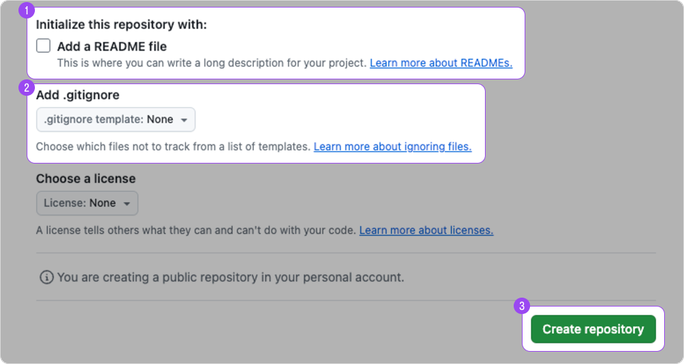 1
Initialize this repository with:
Add a README file
This is where you can write a long description for your project. Learn more about READMEs.
2
Add .gitignore
.gitignore template: None
Choose which files not to track from a list of templates. Learn more about ignoring files.
Choose a license
License: None
A license tells others what they can and can't do with your code. Learn more about licenses.
You are creating a public repository in your personal account.
3
Create repository